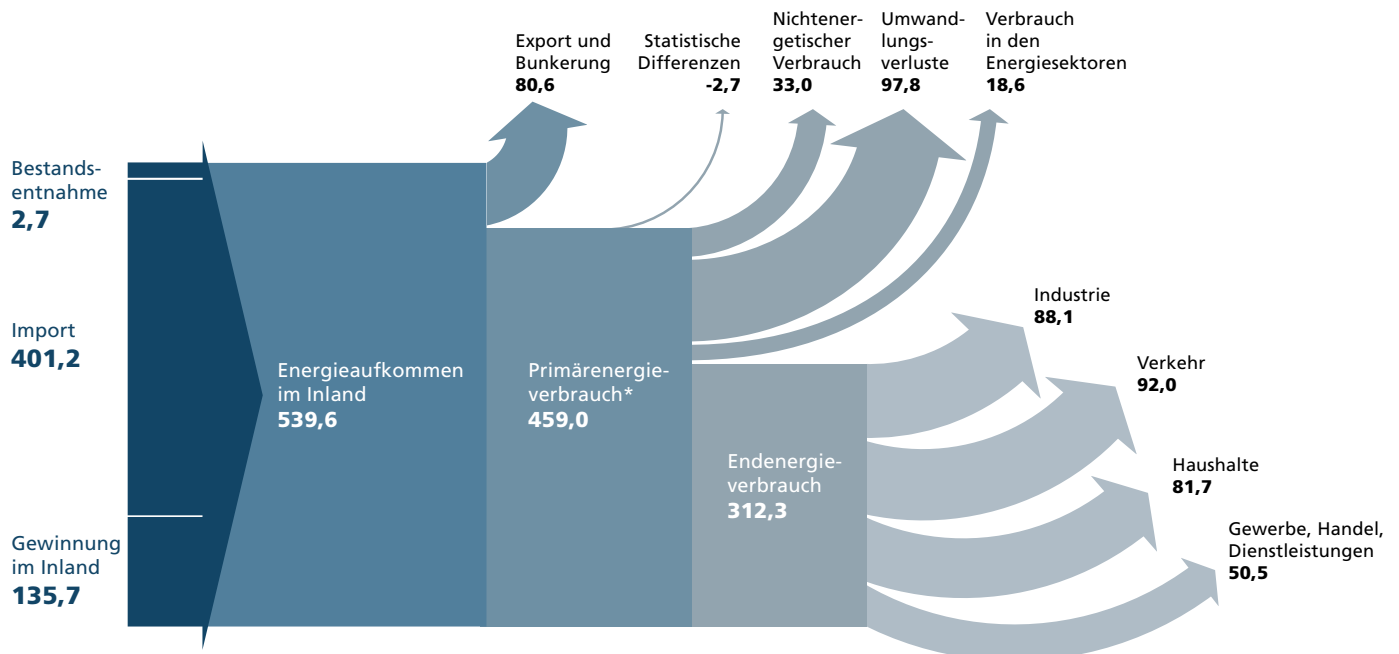 Export und
Bunkerung
80,6
Statistische
Differenzen
-2,7
Nichtener-
getischer
Verbrauch
33,0
Umwand-
lungs-
verluste
97,8
Verbrauch
in den
Energiesektoren
18,6
Bestands-
entnahme
2,7
Import
401,2
Gewinnung
im Inland
135,7
Energieaufkommen
im Inland
539,6
Primärenergie-
verbrauch*
459,0
Endenergie-
verbrauch
312,3
Industrie
88,1
Verkehr
92,0
Haushalte
81,7
Gewerbe, Handel,
Dienstleistungen
50,5